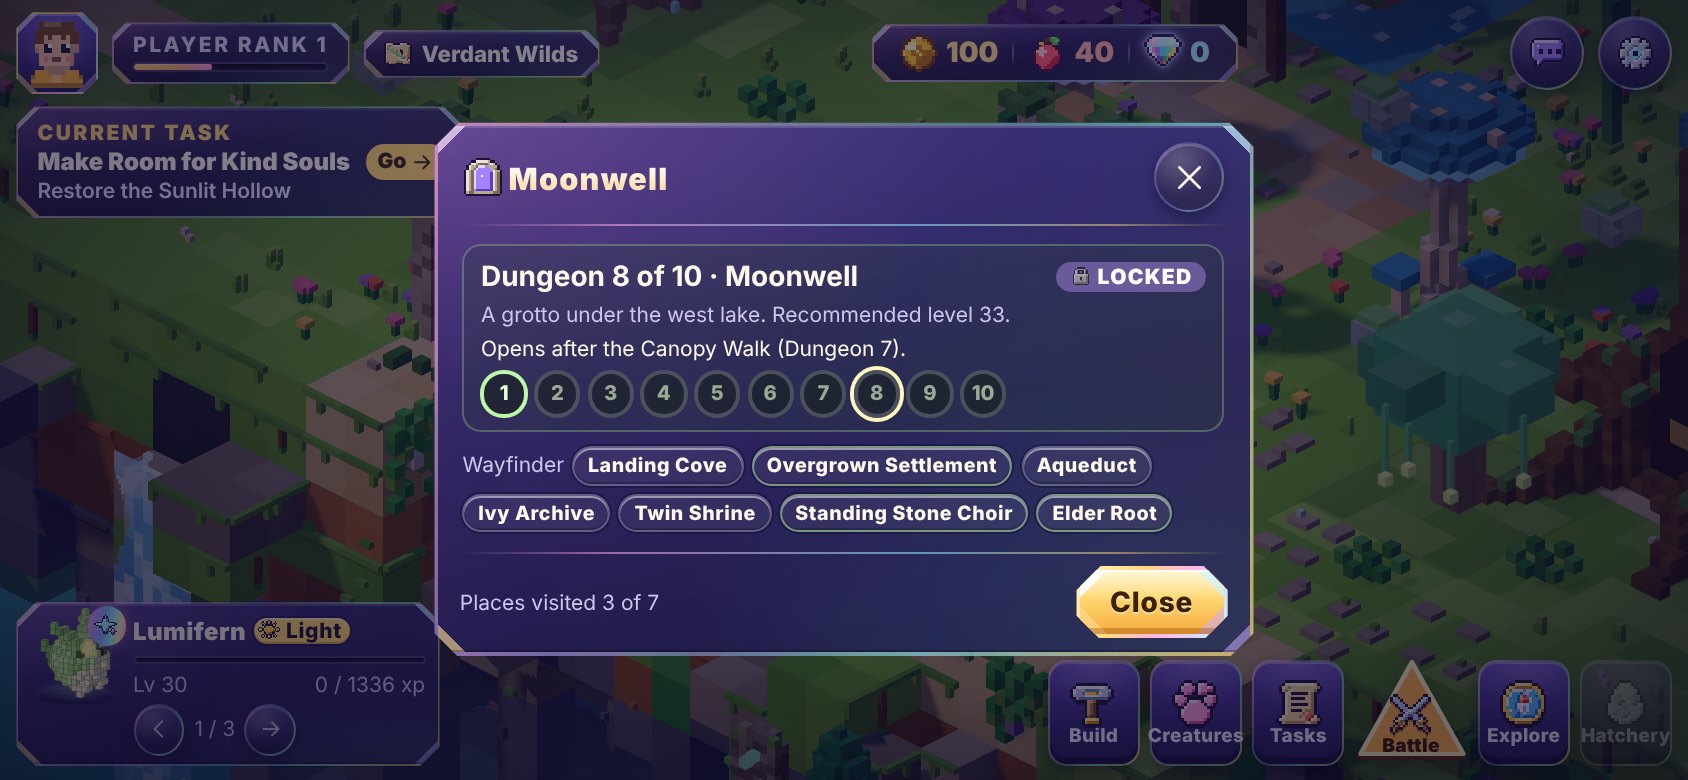 PLAYER RANK 1
Verdant Wilds
100
40
0
CURRENT TASK
Make Room for Kind Souls
Go →
Restore the Sunlit Hollow
Moonwell
Dungeon 8 of 10 · Moonwell
LOCKED
A grotto under the west lake. Recommended level 33.
Opens after the Canopy Walk (Dungeon 7).
1 2 3 4 5 6 7 8 9 10
Wayfinder Landing Cove Overgrown Settlement Aqueduct
Ivy Archive Twin Shrine Standing Stone Choir Elder Root
Places visited 3 of 7
Close
Lumifern Light
Lv 30 0 / 1336 xp
1 / 3
Build Creatures Tasks Battle Explore Hatchery